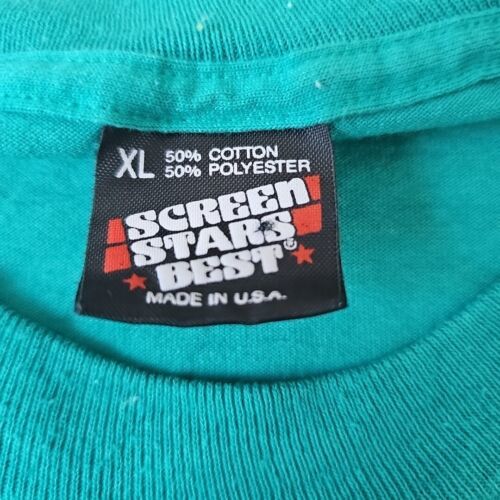 XL 50% COTTON
50% POLYESTER
SCREEN
STARS
BEST®
MADE IN U.S.A.